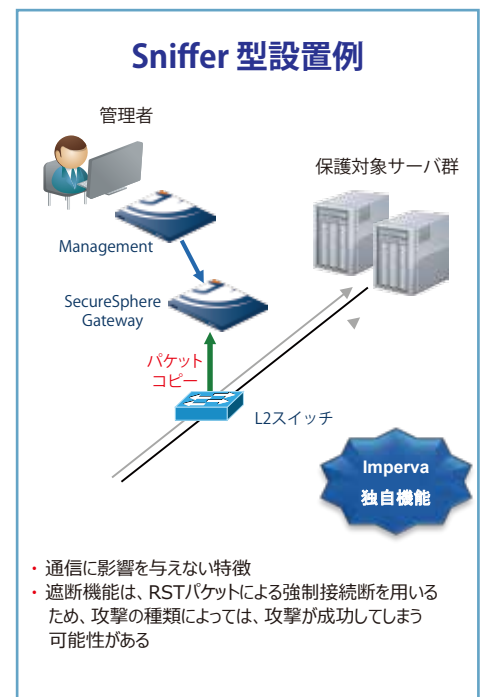 Sniffer 型設置例
管理者
保護対象サーバ群
Management
SecureSphere
Gateway
パケット
コピー
L2スイッチ
Imperva
独自機能
・ 通信に影響を与えない特徴
・ 遮断機能は、RSTパケットによる強制接続断を用いる
ため、攻撃の種類によっては、攻撃が成功してしまう
可能性がある